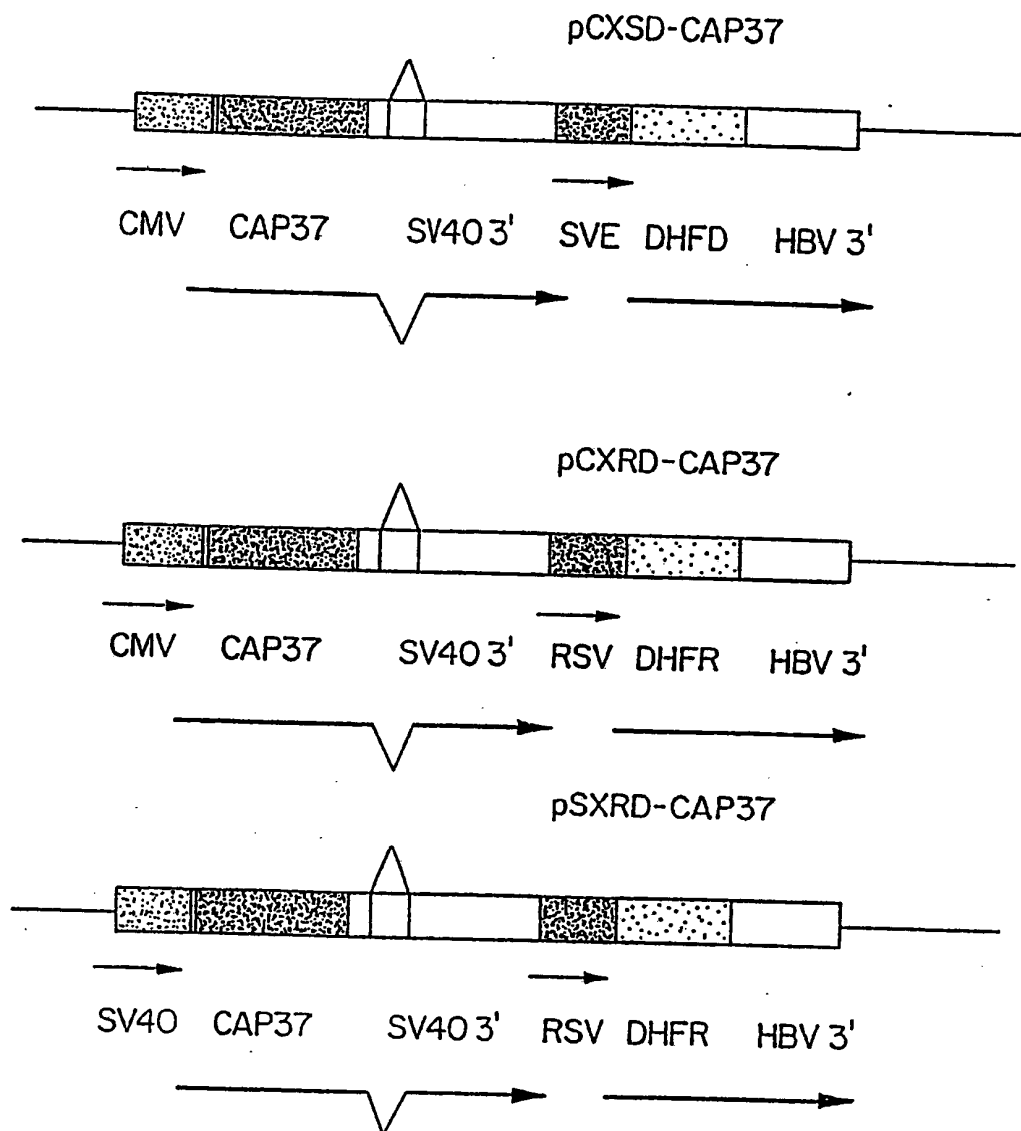 pCXSD-CAP37
CMV CAP37 SV40 3' SVE DHFD HBV 3'
pCXRD-CAP37
CMV CAP37 SV40 3' RSV DHFR HBV 3'
pSXRD-CAP37
SV40 CAP37 SV40 3' RSV DHFR HBV 3'